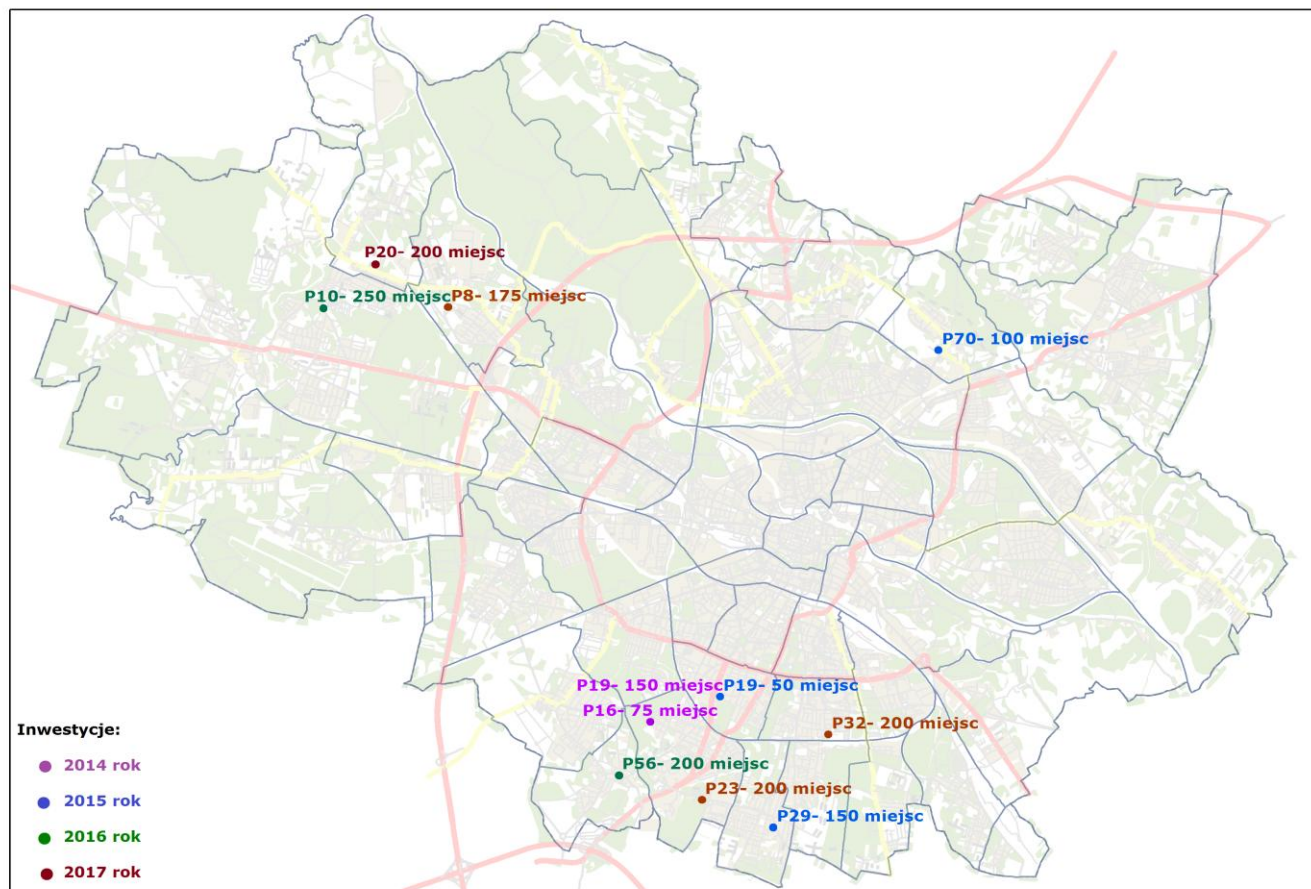 P20- 200 miejsc
P10- 250 miejsc
P8- 175 miejsc
P70- 100 miejsc
P19- 150 miejsc
P19- 50 miejsc
P16- 75 miejsc
P32- 200 miejsc
P56- 200 miejsc
P23- 200 miejsc
P29- 150 miejsc
Inwestycje:
2014 rok
2015 rok
2016 rok
2017 rok